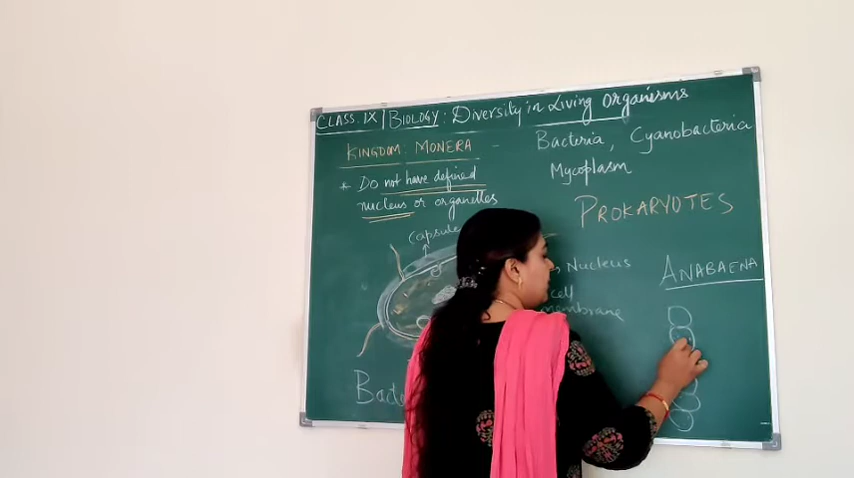 CLASS. IX | BIOLOGY: Diversity in Living Organisms
KINGDOM: MONERA - Bacteria, Cyanobacteria
Mycoplasm
* Do not have defined
nucleus or organelles
PROKARYOTES
Capsule
Nucleus
cell
membrane
ANABAENA